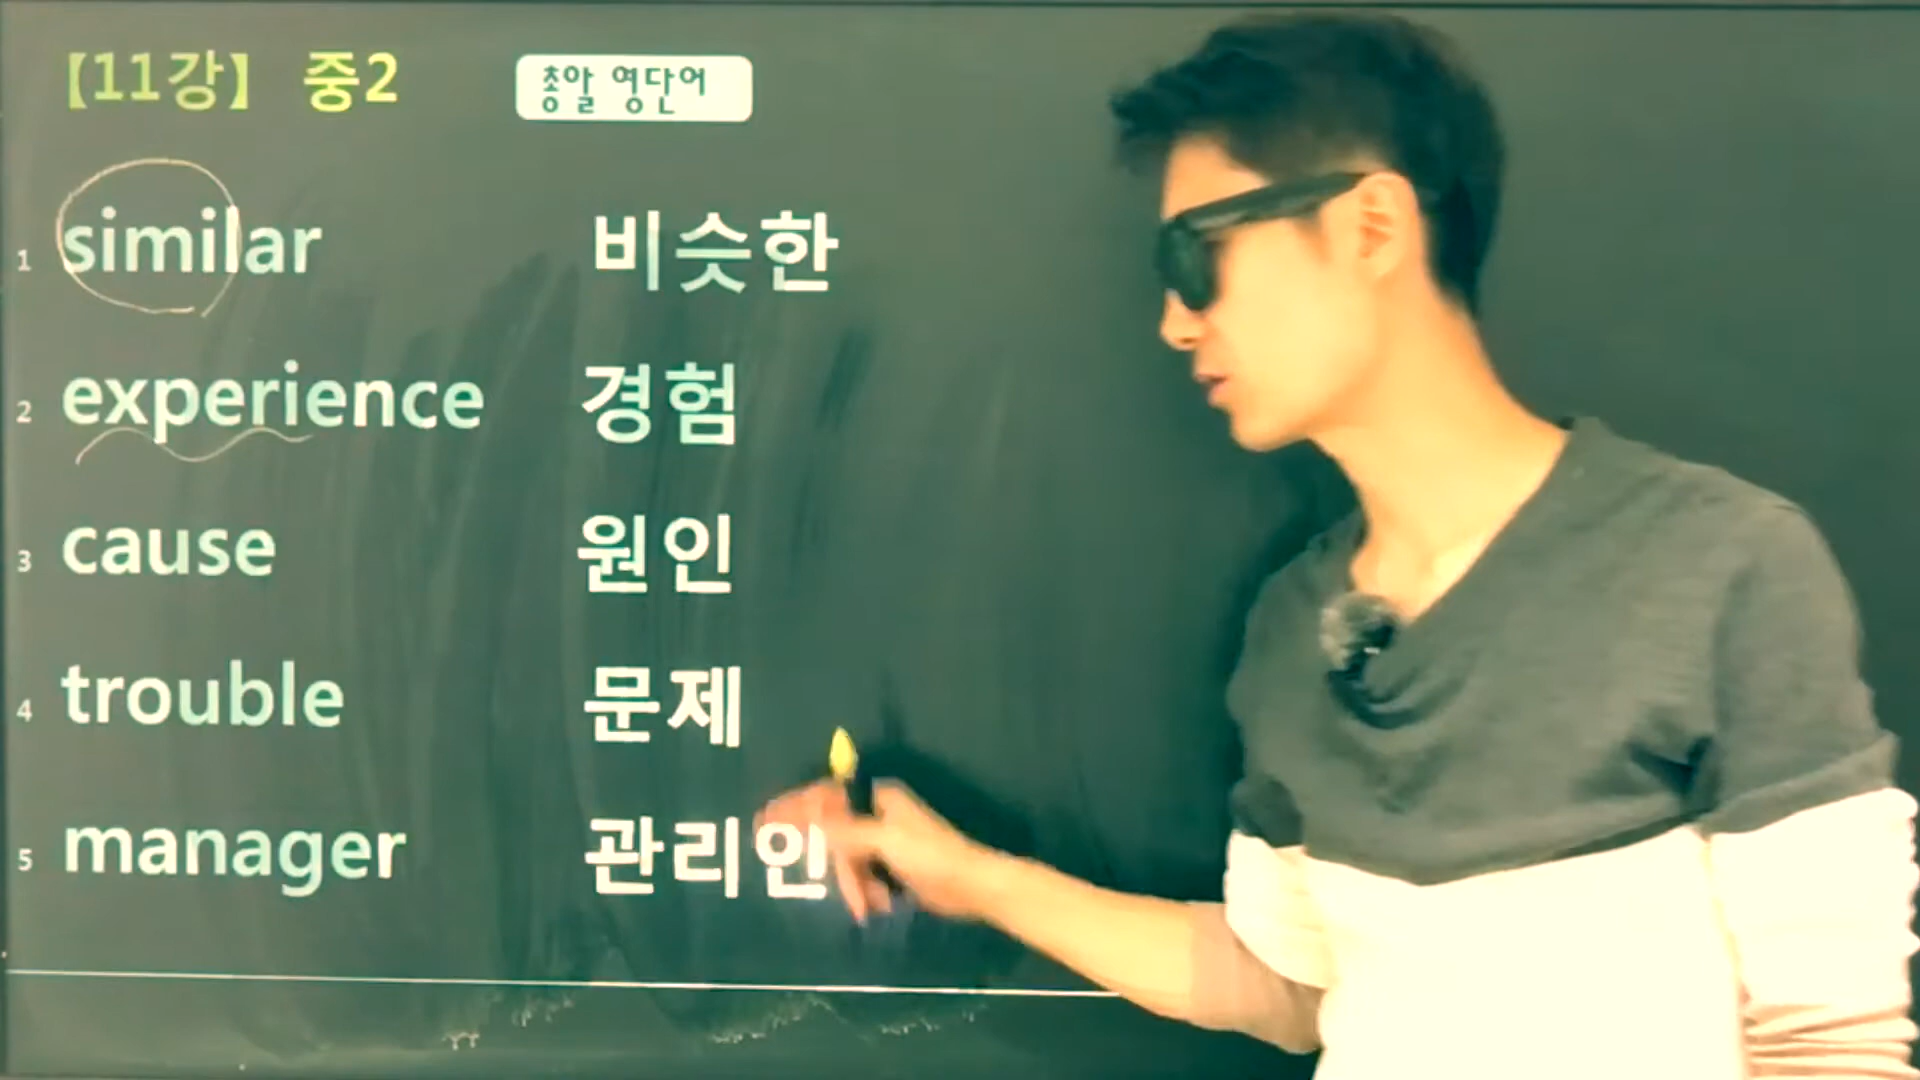 【11강】 중2 총알 영단어
1 similar 비슷한
2 experience 경험
3 cause 원인
4 trouble 문제
5 manager 관리인